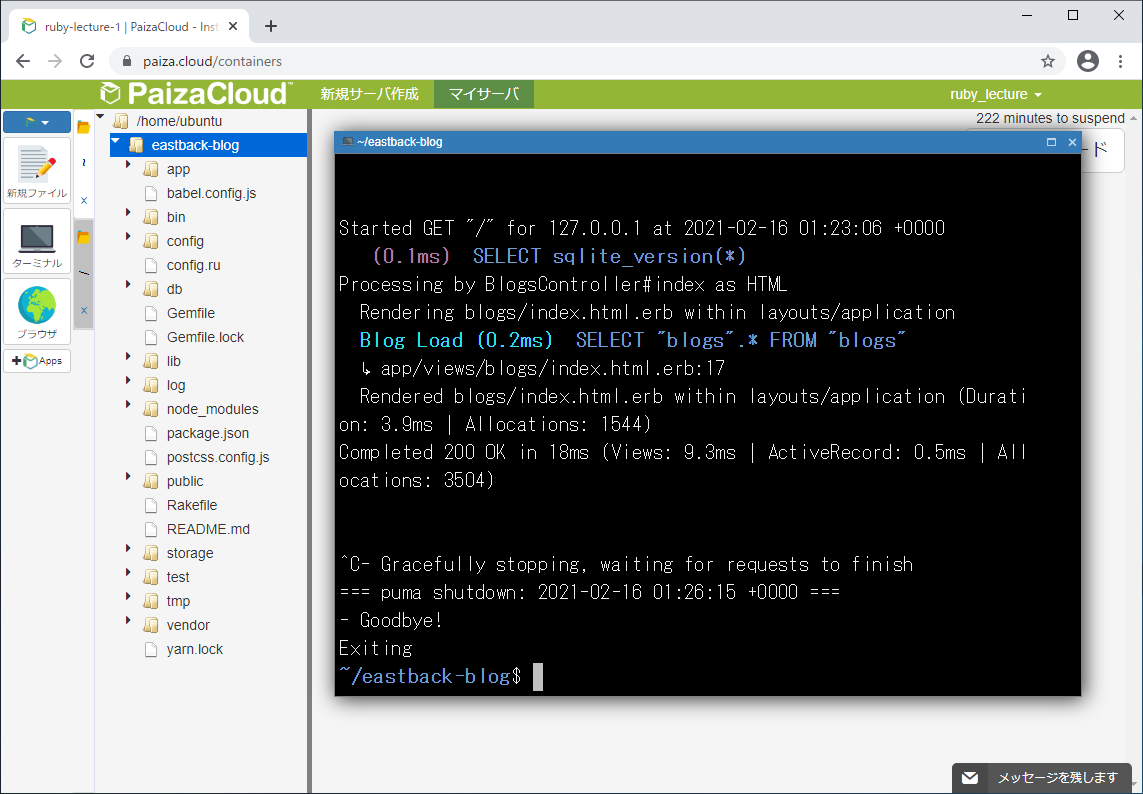 ruby-lecture-1 | PaizaCloud - Inst
paiza.cloud/containers
PaizaCloud
新規サーバ作成
マイサーバ
ruby_lecture
222 minutes to suspend
新規ファイル
ターミナル
ブラウザ
Apps
~
/
/home/ubuntu
eastback-blog
app
babel.config.js
bin
config
config.ru
db
Gemfile
Gemfile.lock
lib
log
node_modules
package.json
postcss.config.js
public
Rakefile
README.md
storage
test
tmp
vendor
yarn.lock
ード
~/eastback-blog
Started GET "/" for 127.0.0.1 at 2021-02-16 01:23:06 +0000
(0.1ms) SELECT sqlite_version(*)
Processing by BlogsController#index as HTML
Rendering blogs/index.html.erb within layouts/application
Blog Load (0.2ms) SELECT "blogs".* FROM "blogs"
↳ app/views/blogs/index.html.erb:17
Rendered blogs/index.html.erb within layouts/application (Durati
on: 3.9ms | Allocations: 1544)
Completed 200 OK in 18ms (Views: 9.3ms | ActiveRecord: 0.5ms | All
ocations: 3504)
^C- Gracefully stopping, waiting for requests to finish
=== puma shutdown: 2021-02-16 01:26:15 +0000 ===
- Goodbye!
Exiting
~/eastback-blog$
メッセージを残します